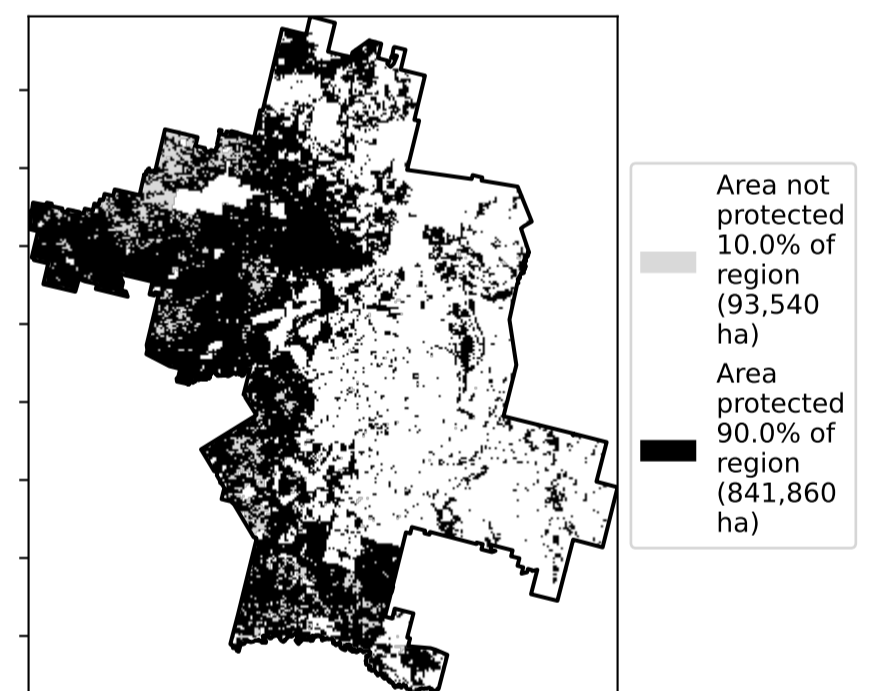 Area not
protected
10.0% of
region
(93,540
ha)
Area
protected
90.0% of
region
(841,860
ha)